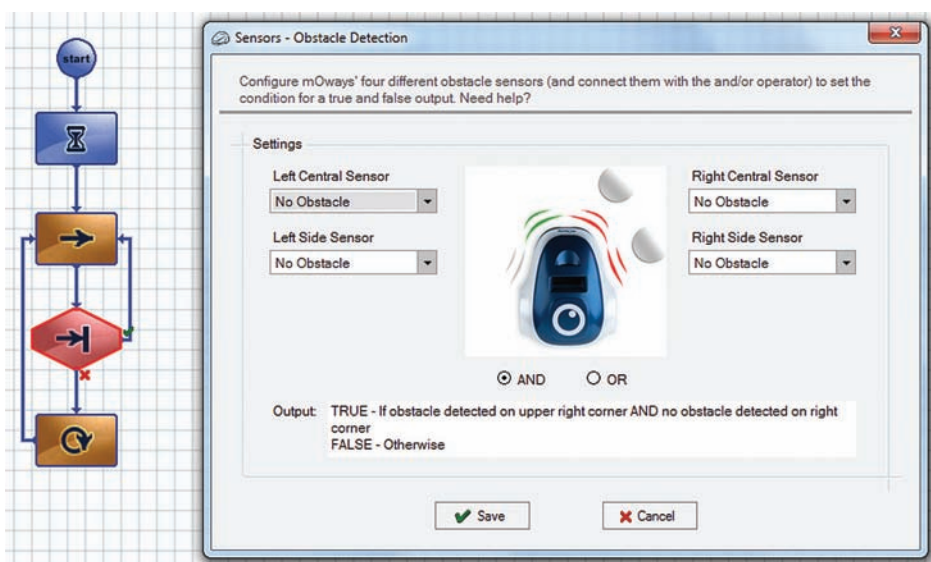 start
Sensors - Obstacle Detection
Configure mOways' four different obstacle sensors (and connect them with the and/or operator) to set the
condition for a true and false output. Need help?
Settings
Left Central Sensor
No Obstacle
Left Side Sensor
No Obstacle
Right Central Sensor
No Obstacle
Right Side Sensor
No Obstacle
AND
OR
Output: TRUE - If obstacle detected on upper right corner AND no obstacle detected on right
corner
FALSE - Otherwise
Save
Cancel